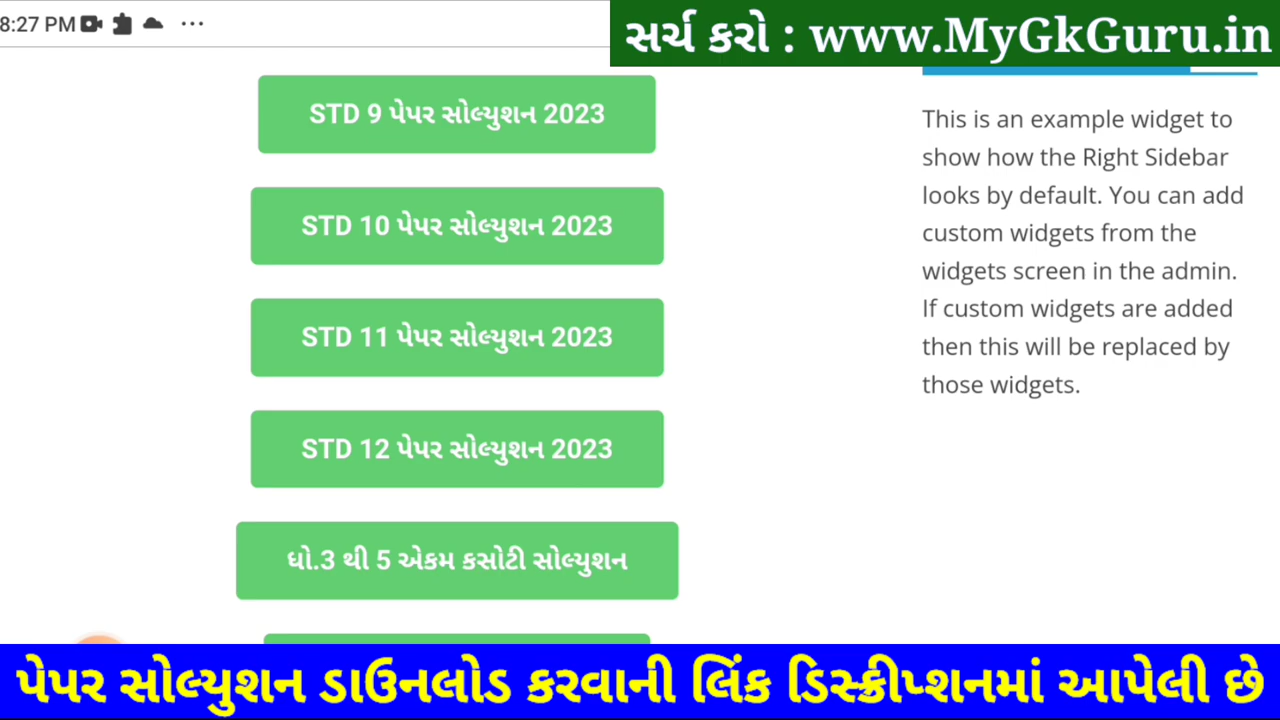 8:27 PM
સર્ચ કરો : www.MyGkGuru.in
STD 9 પેપર સોલ્યુશન 2023
STD 10 પેપર સોલ્યુશન 2023
STD 11 પેપર સોલ્યુશન 2023
STD 12 પેપર સોલ્યુશન 2023
ધો.3 થી 5 એકમ કસોટી સોલ્યુશન
This is an example widget to
show how the Right Sidebar
looks by default. You can add
custom widgets from the
widgets screen in the admin.
If custom widgets are added
then this will be replaced by
those widgets.
પેપર સોલ્યુશન ડાઉનલોડ કરવાની લિંક ડિસ્ક્રીપ્શનમાં આપેલી છે